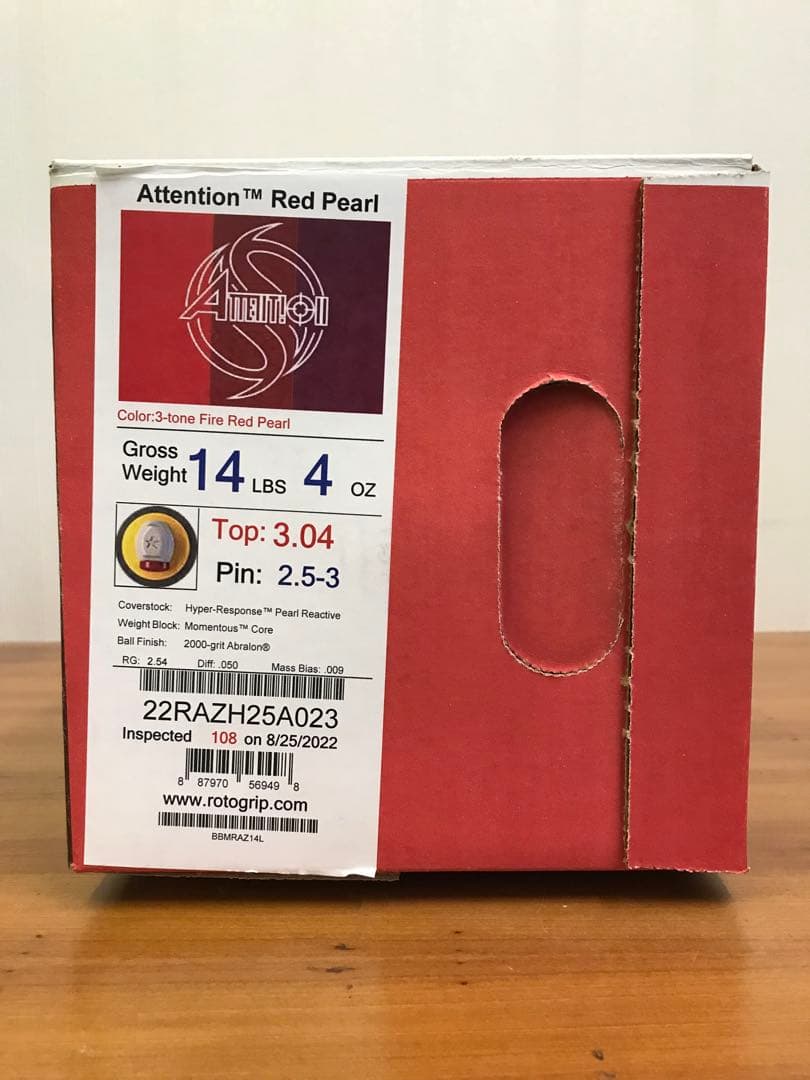 Attention™ Red Pearl
ATTENTION
Color:3-tone Fire Red Pearl
Gross Weight 14 LBS 4 OZ
Top: 3.04
Pin: 2.5-3
Coverstock: Hyper-Response™ Pearl Reactive
Weight Block: Momentous™ Core
Ball Finish: 2000-grit Abralon®
RG: 2.54 Diff: .050 Mass Bias: .009
22RAZH25A023
Inspected 108 on 8/25/2022
8 87970 56949 8
www.rotogrip.com
BBMRAZ14L